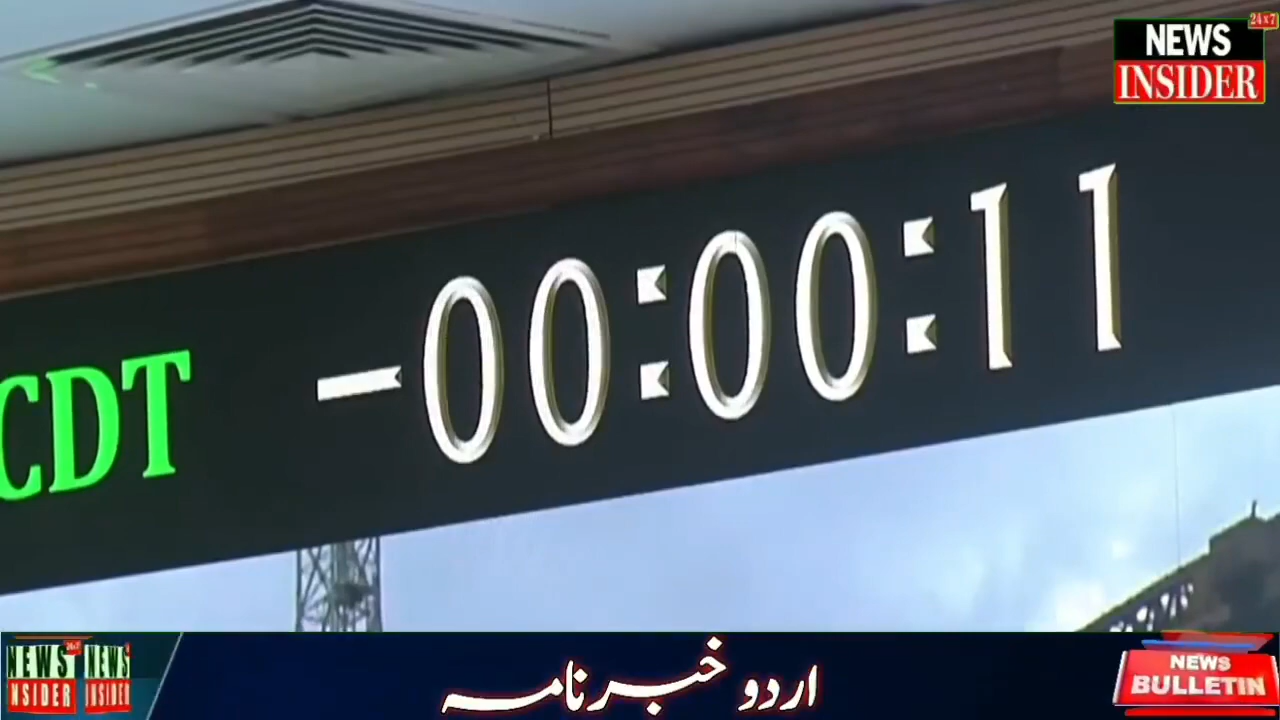 24x7
NEWS
INSIDER
CDT -00:00:11
NEWS NEWS
INSIDER INSIDER
اردو خبرنامہ
NEWS
BULLETIN